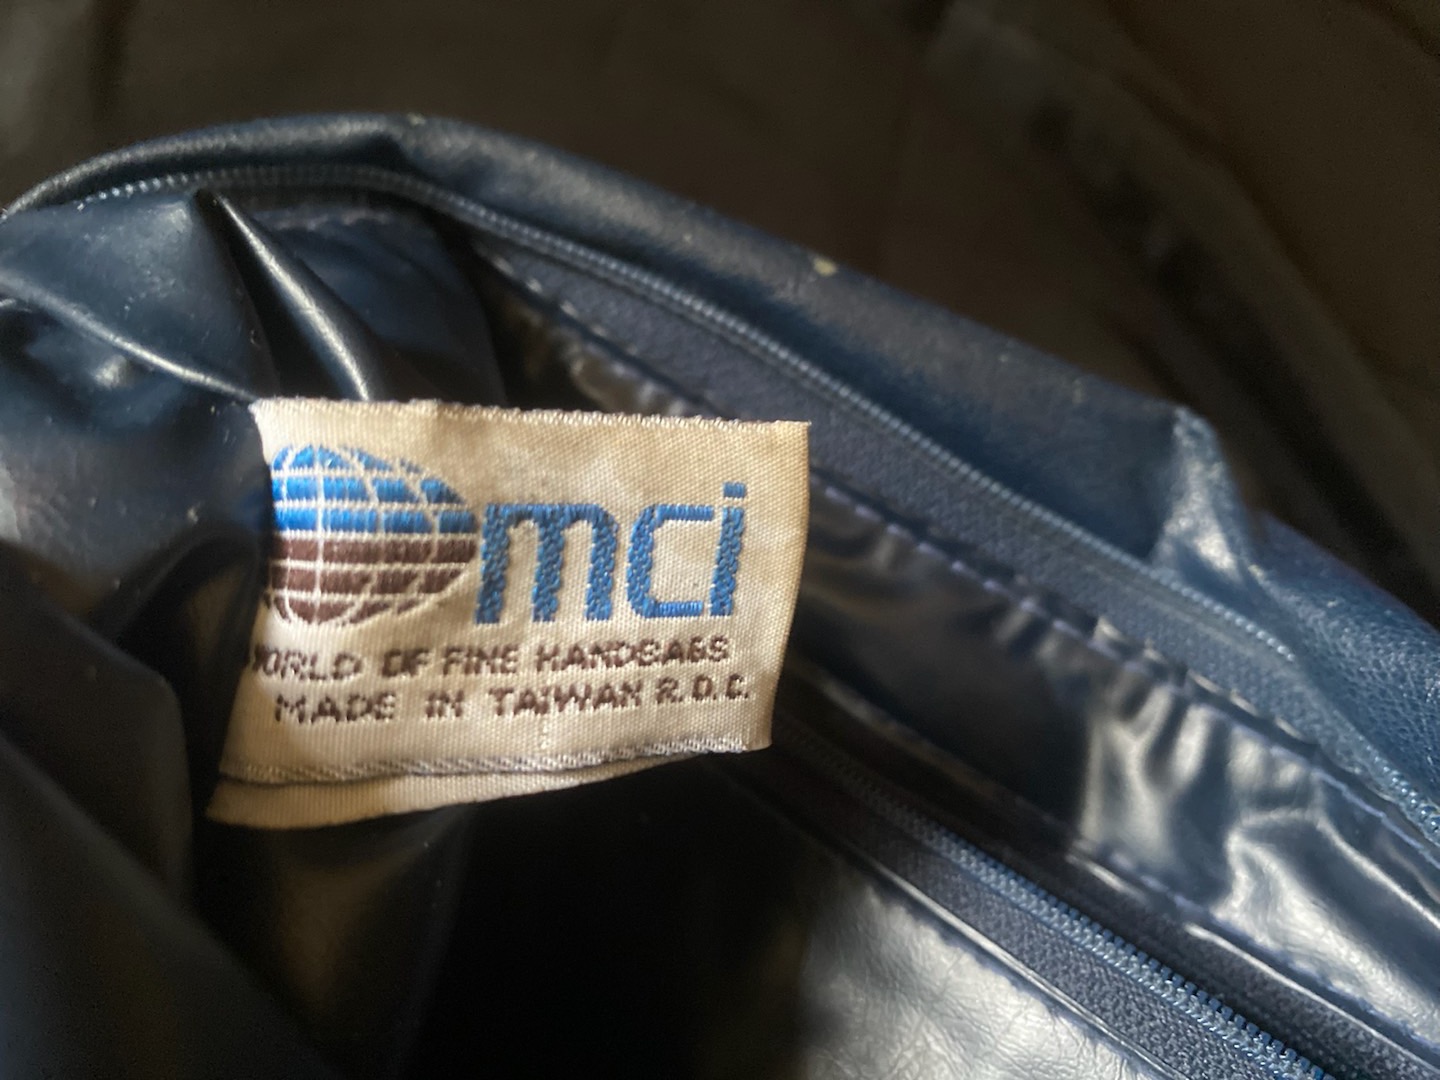 mci
WORLD OF FINE HANDBAGS
MADE IN TAIWAN R.O.C.